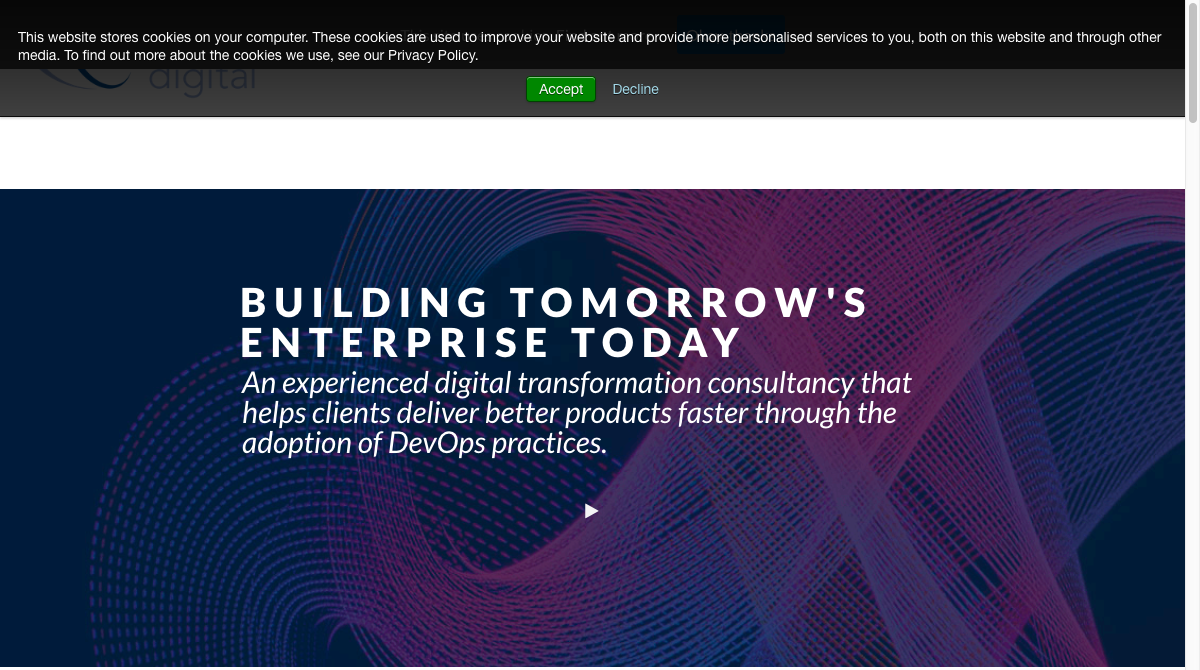 This website stores cookies on your computer. These cookies are used to improve your website and provide more personalised services to you, both on this website and through other
media. To find out more about the cookies we use, see our Privacy Policy.
digital
Accept Decline
BUILDING TOMORROW'S
ENTERPRISE TODAY
An experienced digital transformation consultancy that
helps clients deliver better products faster through the
adoption of DevOps practices.